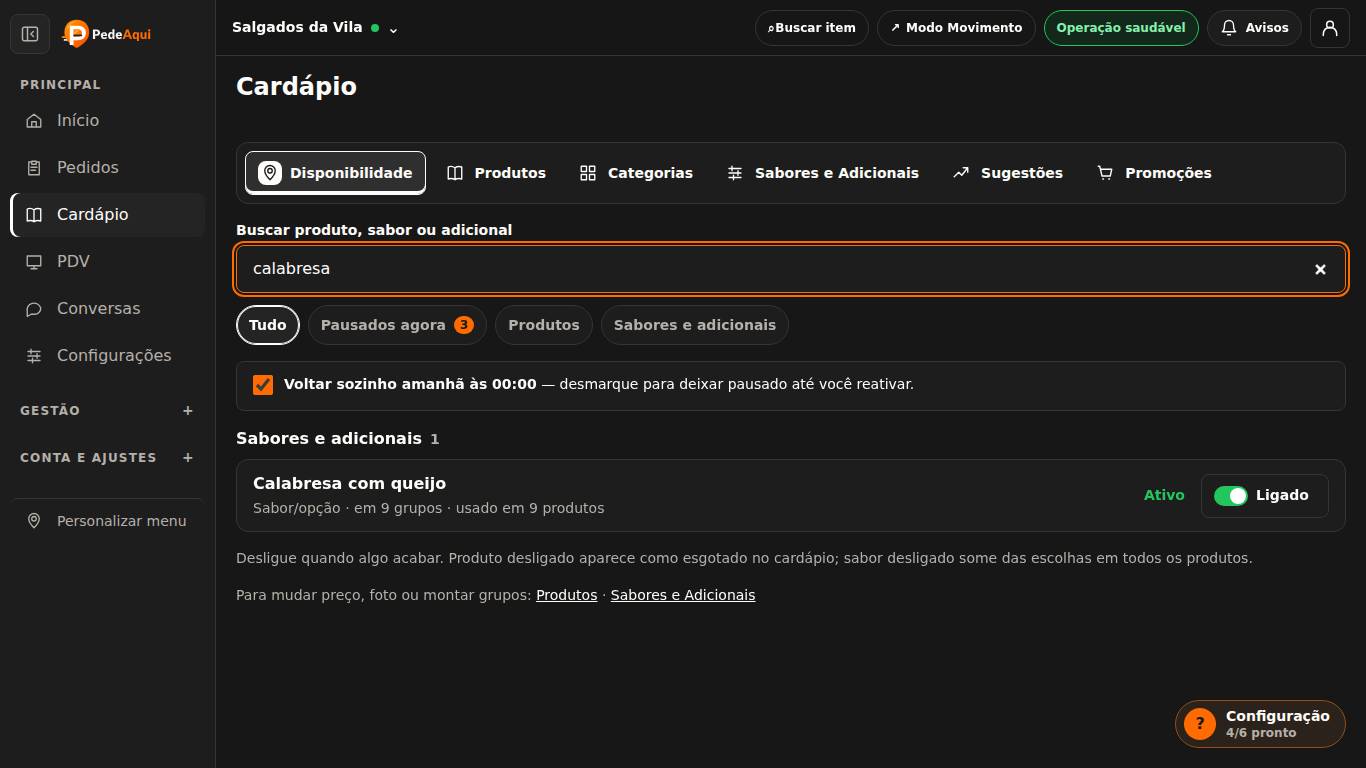 PedeAqui
PRINCIPAL
Início
Pedidos
Cardápio
PDV
Conversas
Configurações
GESTÃO +
CONTA E AJUSTES +
Personalizar menu
Salgados da Vila
Buscar item
Modo Movimento
Operação saudável
Avisos
Cardápio
Disponibilidade
Produtos
Categorias
Sabores e Adicionais
Sugestões
Promoções
Buscar produto, sabor ou adicional
calabresa
Tudo
Pausados agora 3
Produtos
Sabores e adicionais
Voltar sozinho amanhã às 00:00 — desmarque para deixar pausado até você reativar.
Sabores e adicionais 1
Calabresa com queijo
Sabor/opção · em 9 grupos · usado em 9 produtos
Ativo
Ligado
Desligue quando algo acabar. Produto desligado aparece como esgotado no cardápio; sabor desligado some das escolhas em todos os produtos.
Para mudar preço, foto ou montar grupos: Produtos · Sabores e Adicionais
?
Configuração
4/6 pronto